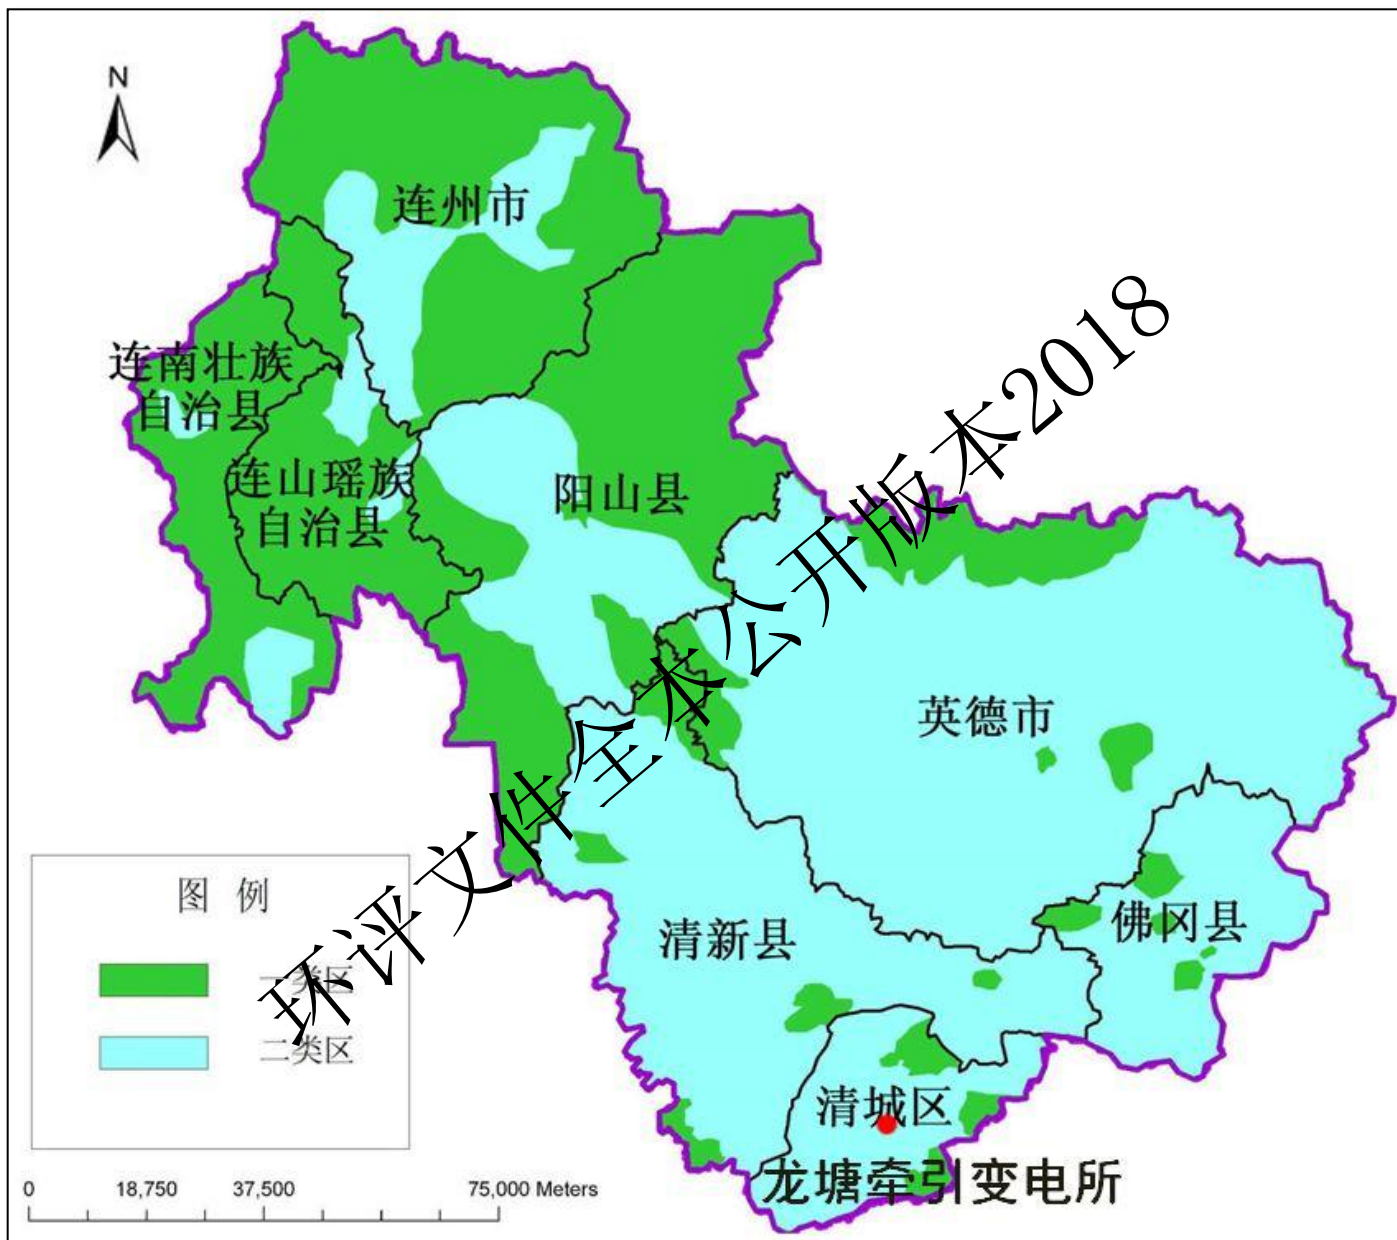 N
连州市
连南壮族
自治县
连山瑶族
自治县
阳山县
英德市
清新县
佛冈县
清城区
龙塘牵引变电所
图 例
一类区
二类区
0 18,750 37,500 75,000 Meters
环评文件全本公开版本2018